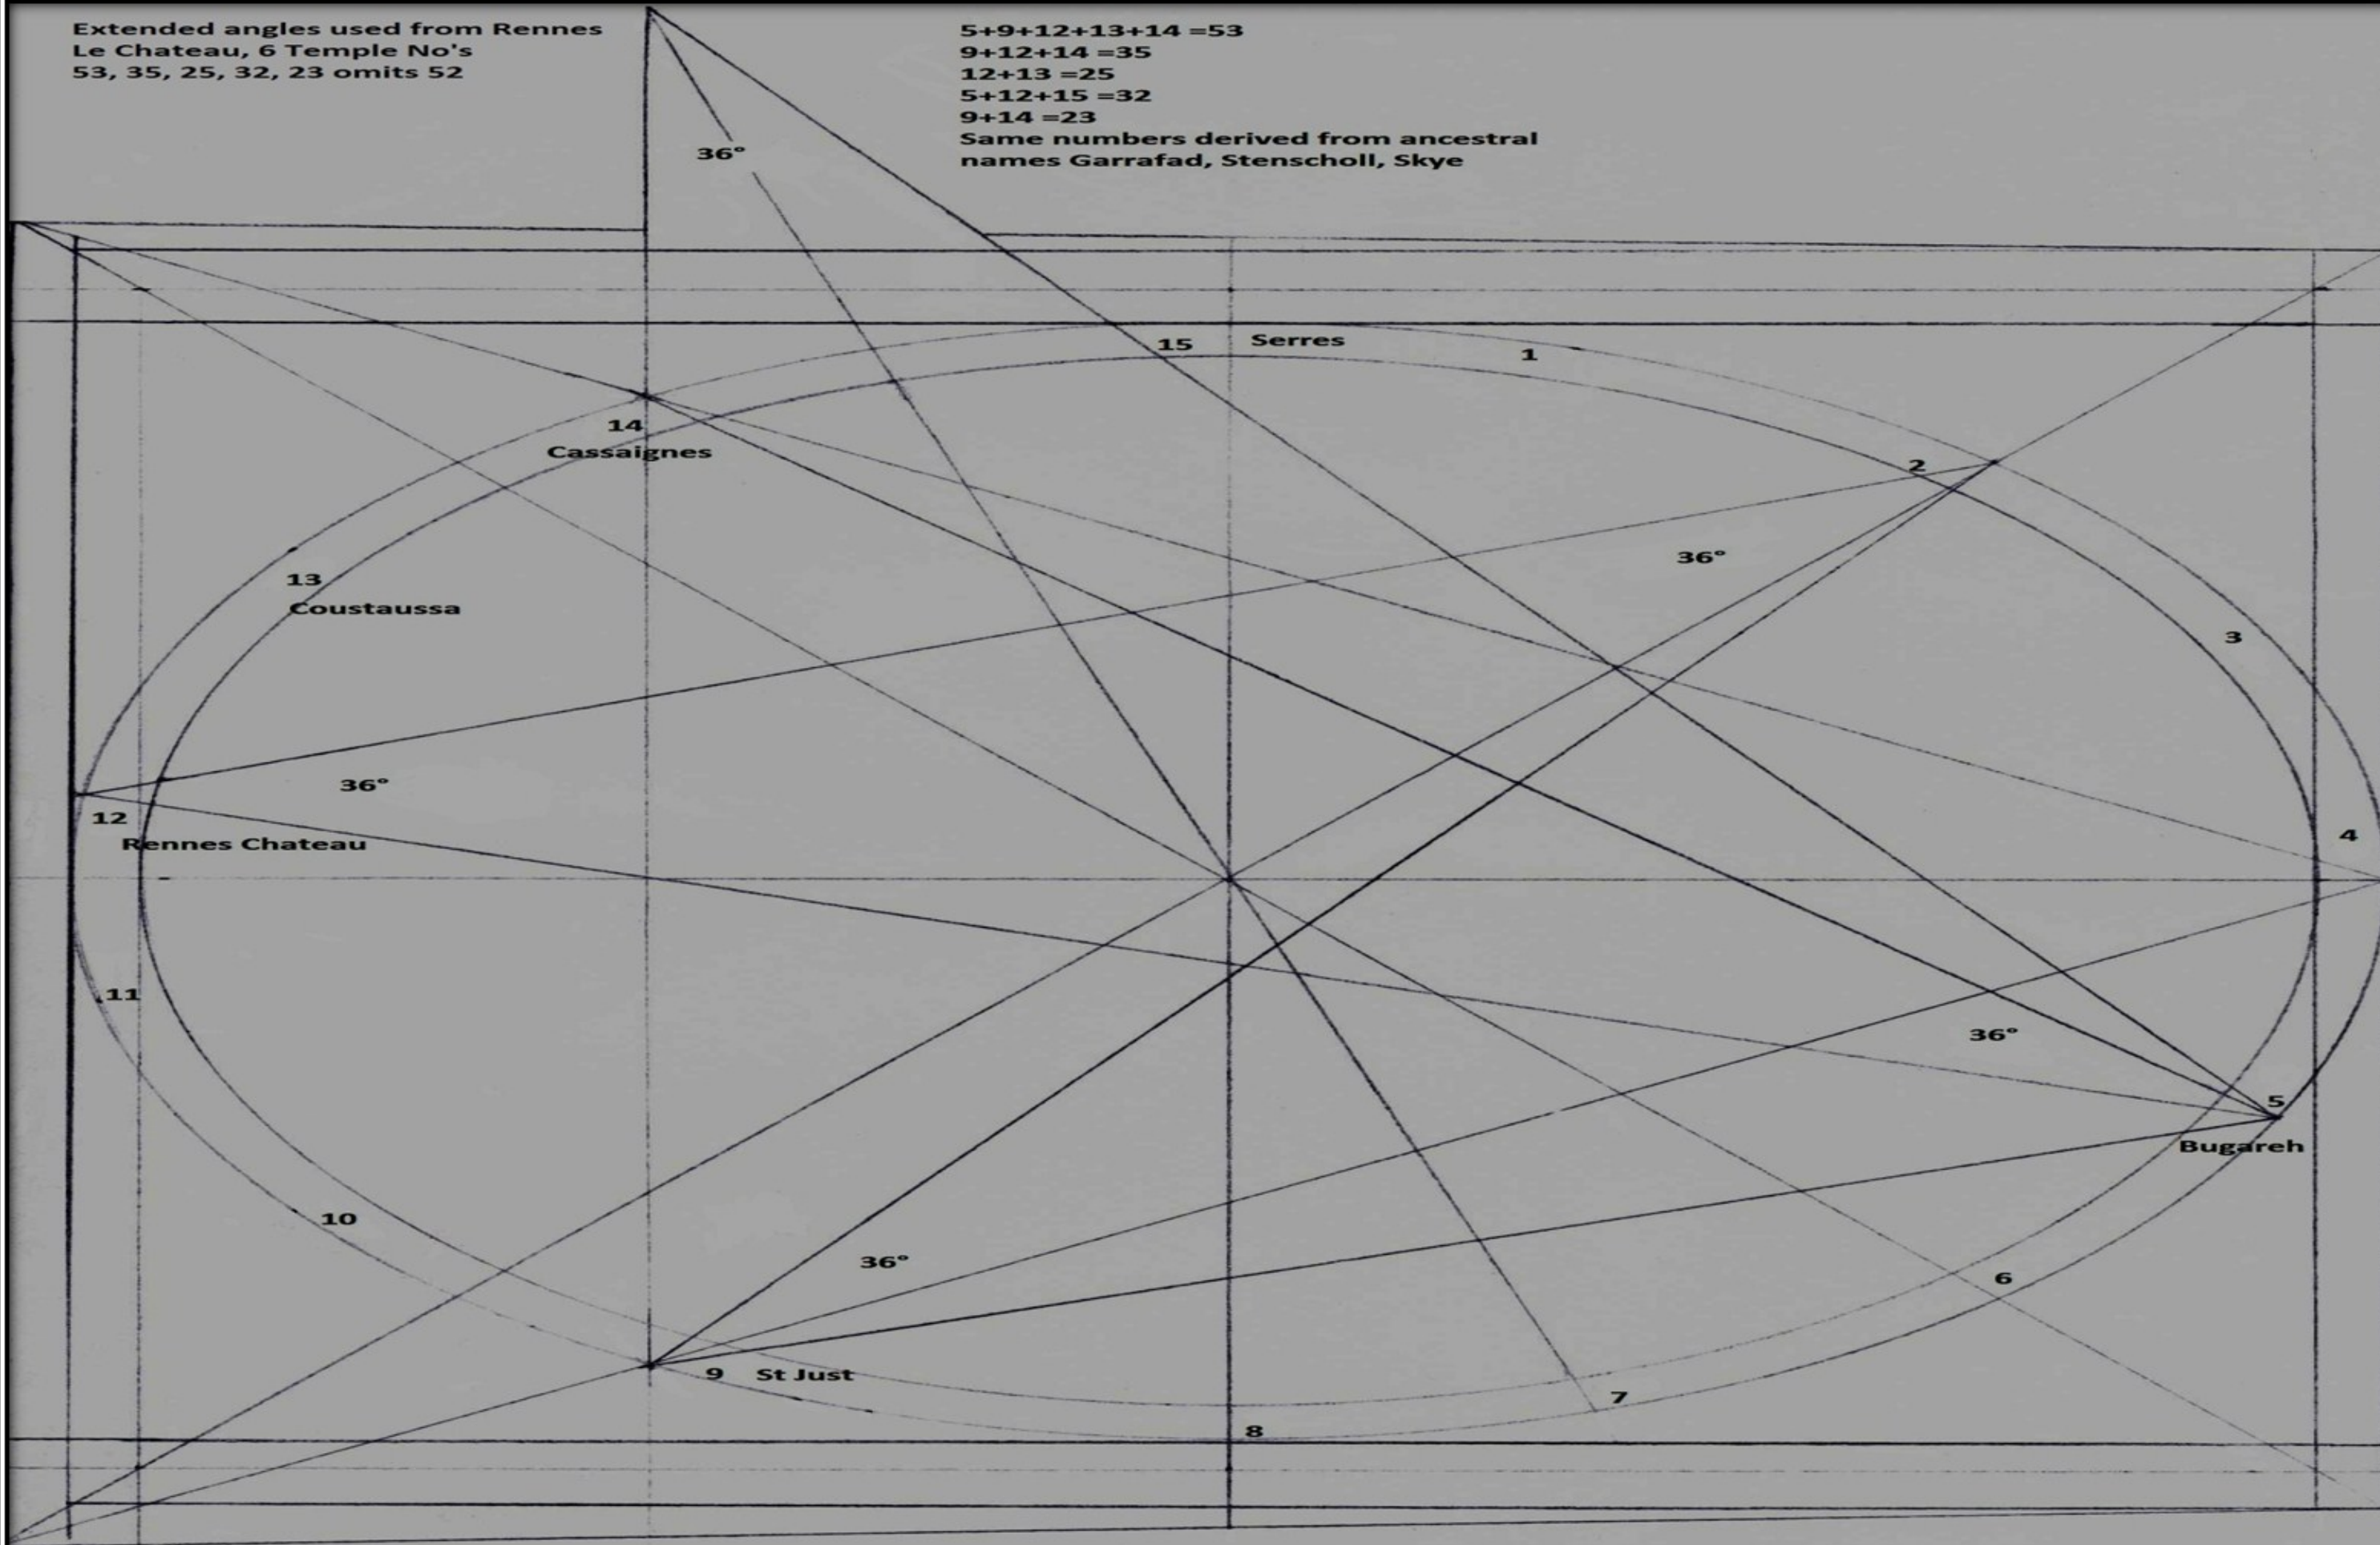 Extended angles used from Rennes
Le Chateau, 6 Temple No's
53, 35, 25, 32, 23 omits 52
5+9+12+13+14 =53
9+12+14 =35
12+13 =25
5+12+15 =32
9+14 =23
Same numbers derived from ancestral
names Garrafad, Stenscholl, Skye
36°
15 Serres
1
14
Cassaignes
2
36°
13
Coustaussa
3
36°
12
Rennes Chateau
4
11
36°
5
Bugareh
10
36°
6
9 St Just
7
8